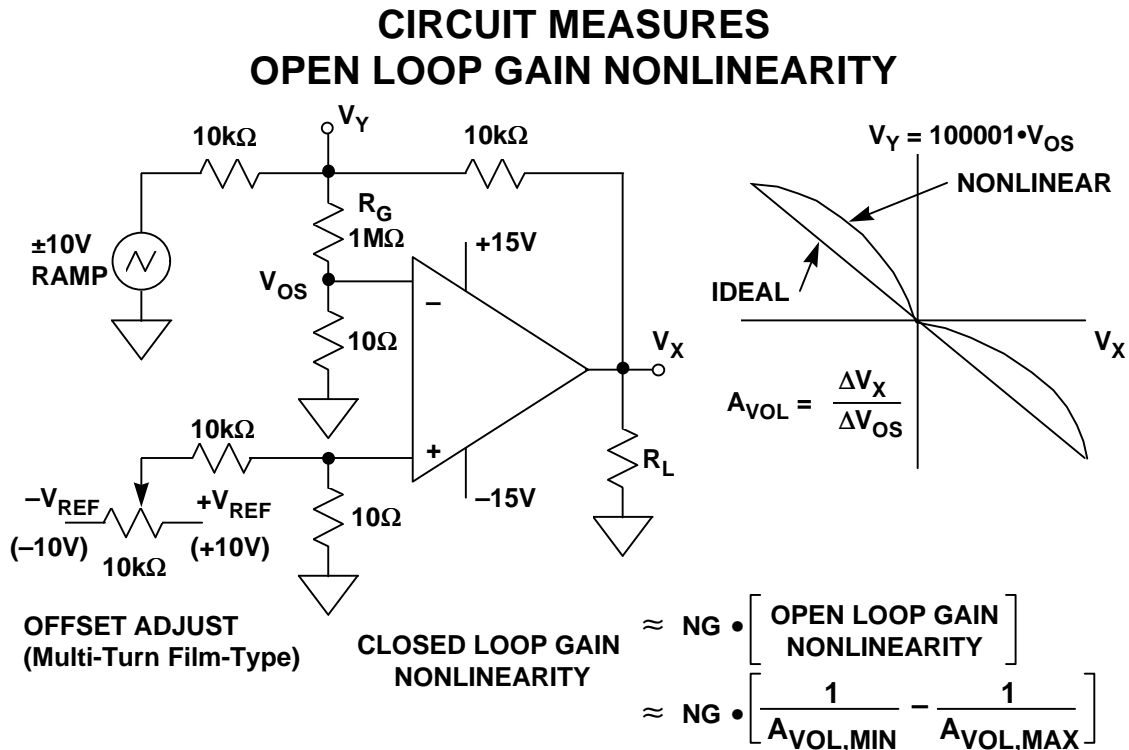 CIRCUIT MEASURES
OPEN LOOP GAIN NONLINEARITY
10kΩ
V_Y
10kΩ
R_G
1MΩ
±10V
RAMP
V_OS
10Ω
+15V
–
+
–15V
V_X
R_L
10kΩ
10Ω
–V_REF
(–10V)
+V_REF
(+10V)
10kΩ
OFFSET ADJUST
(Multi-Turn Film-Type)
V_Y = 100001•V_OS
NONLINEAR
IDEAL
V_X
A_VOL = ΔV_X / ΔV_OS
CLOSED LOOP GAIN
NONLINEARITY
≈ NG • [ OPEN LOOP GAIN
NONLINEARITY ]
≈ NG • [ 1 / A_VOL,MIN – 1 / A_VOL,MAX ]